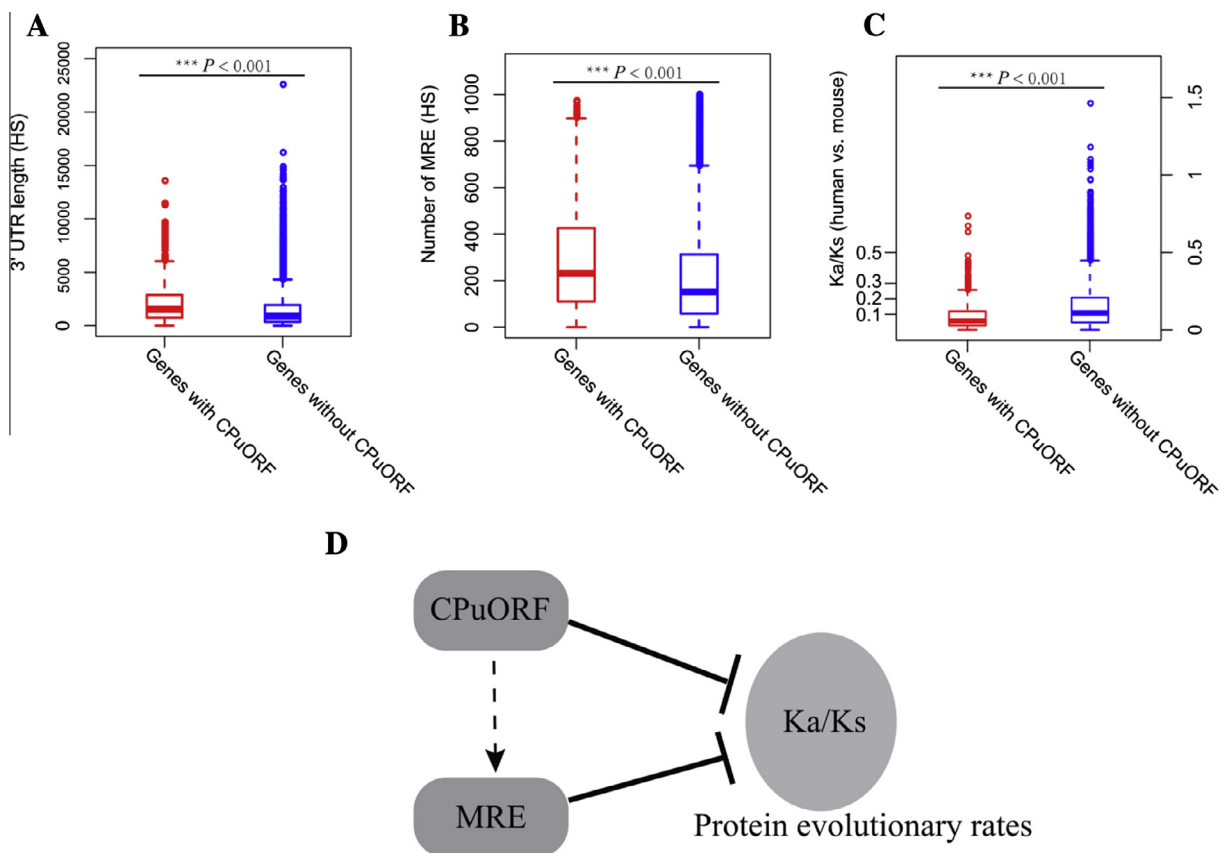 A
3' UTR length (HS)
25000
20000
15000
10000
5000
0
*** P < 0.001
Genes with CPuORF
Genes without CPuORF
B
Number of MRE (HS)
1000
800
600
400
200
0
*** P < 0.001
Genes with CPuORF
Genes without CPuORF
C
Ka/Ks (human vs. mouse)
0.5
0.3
0.2
0.1
*** P < 0.001
1.5
1
0.5
0
Genes with CPuORF
Genes without CPuORF
D
CPuORF
MRE
Ka/Ks
Protein evolutionary rates